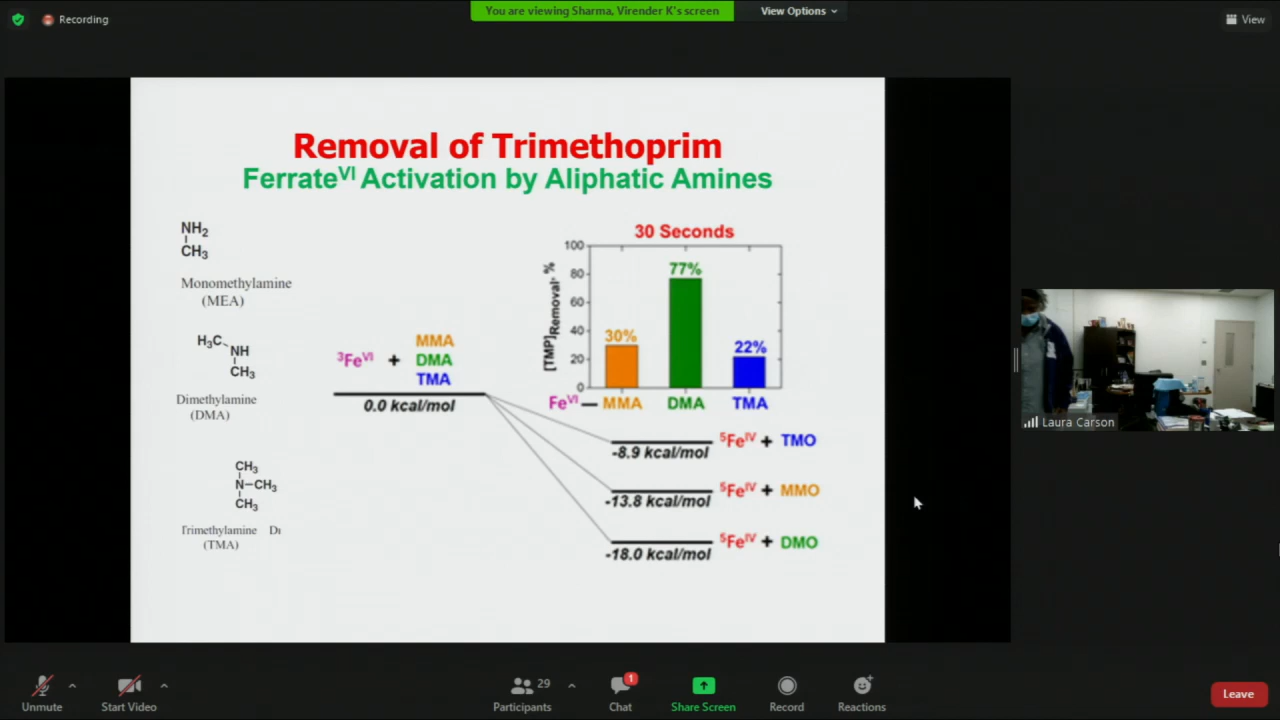 Recording
You are viewing Sharma, Virender K's screen
View Options
View
Removal of Trimethoprim
Ferrate^VI Activation by Aliphatic Amines
NH₂
CH₃
Monomethylamine
(MEA)
H₃C
NH
CH₃
Dimethylamine
(DMA)
CH₃
N–CH₃
CH₃
Trimethylamine Di
(TMA)
³Fe^VI +
MMA
DMA
TMA
0.0 kcal/mol
30 Seconds
[TMP]Removal, %
100
80
60
40
20
0
30%
77%
22%
Fe^VI — MMA DMA TMA
⁵Fe^IV + TMO
-8.9 kcal/mol
⁵Fe^IV + MMO
-13.8 kcal/mol
⁵Fe^IV + DMO
-18.0 kcal/mol
Laura Carson
Unmute
Start Video
29
Participants
1
Chat
Share Screen
Record
Reactions
Leave